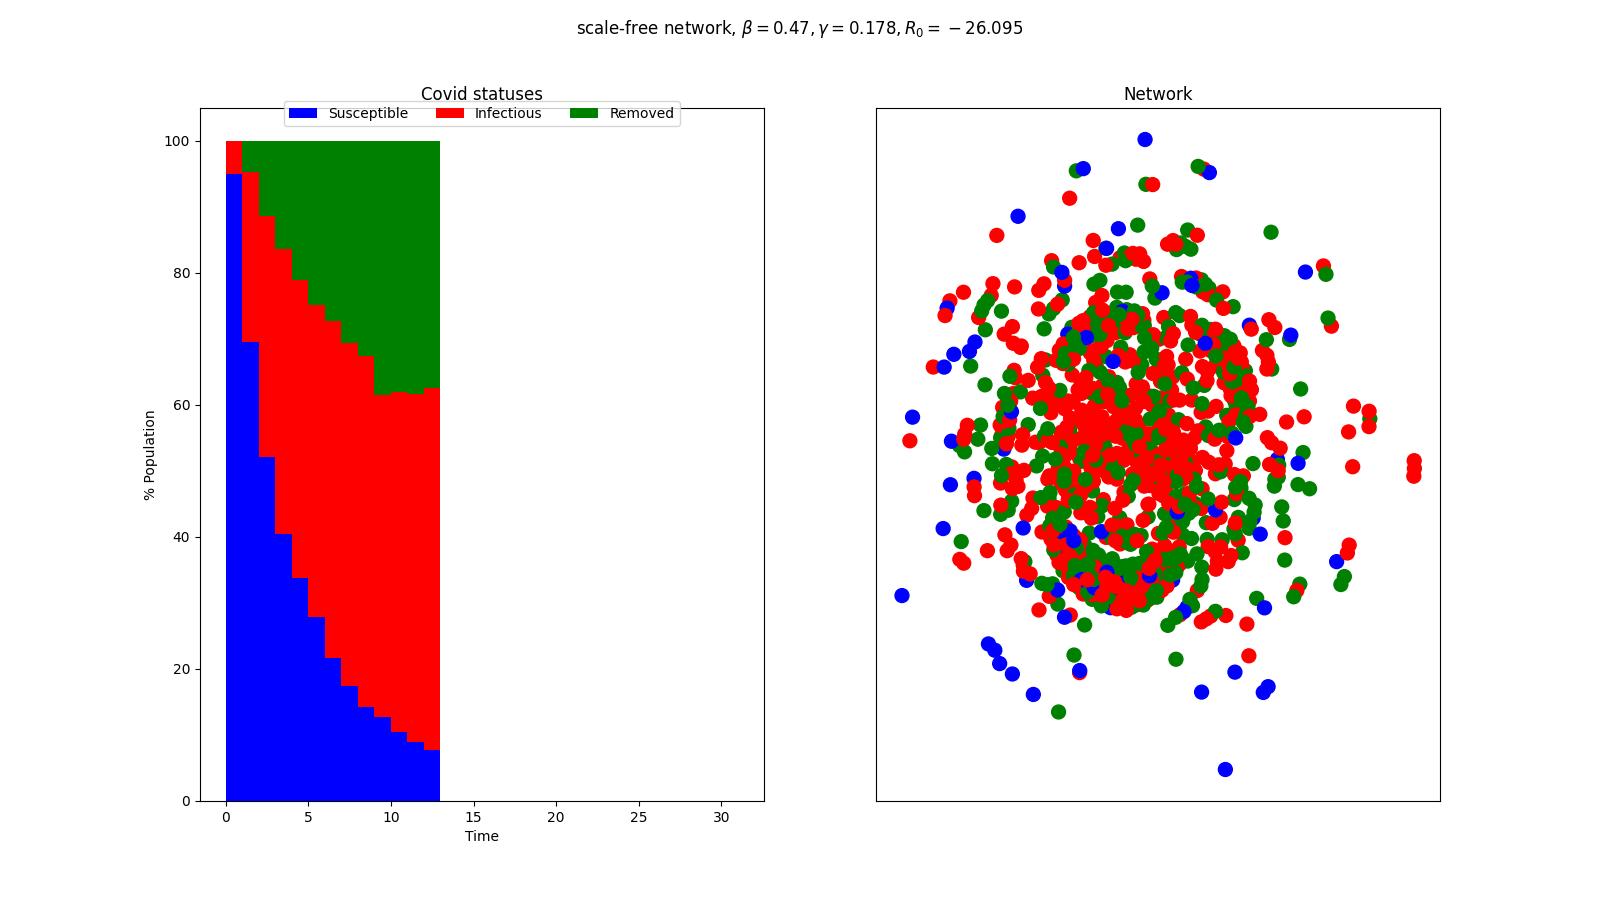 scale-free network, β = 0.47, γ = 0.178, R₀ = − 26.095
Covid statuses
Susceptible Infectious Removed
100
80
60
40
20
0
% Population
0 5 10 15 20 25 30
Time
Network